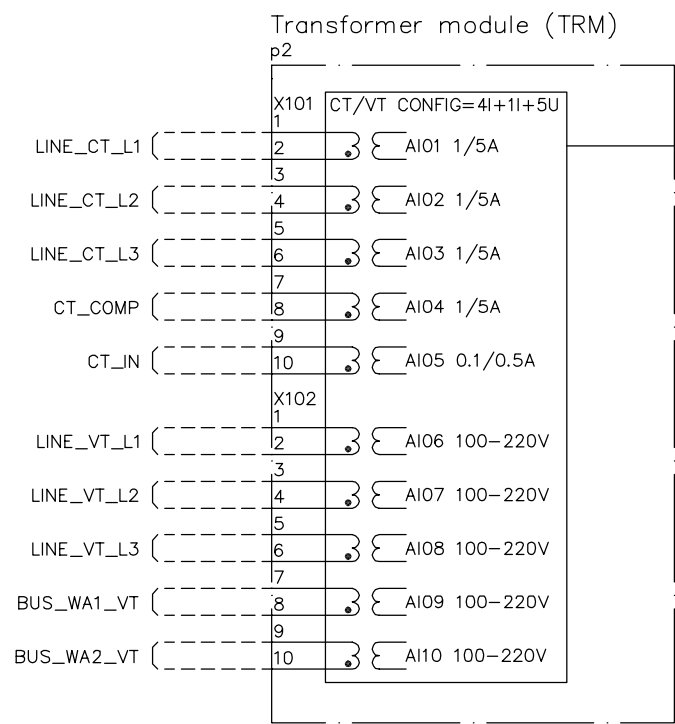 Transformer module (TRM)
p2
X101 CT/VT CONFIG=4I+1I+5U
1
LINE_CT_L1 2 AI01 1/5A
3
LINE_CT_L2 4 AI02 1/5A
5
LINE_CT_L3 6 AI03 1/5A
7
CT_COMP 8 AI04 1/5A
9
CT_IN 10 AI05 0.1/0.5A
X102
1
LINE_VT_L1 2 AI06 100-220V
3
LINE_VT_L2 4 AI07 100-220V
5
LINE_VT_L3 6 AI08 100-220V
7
BUS_WA1_VT 8 AI09 100-220V
9
BUS_WA2_VT 10 AI10 100-220V